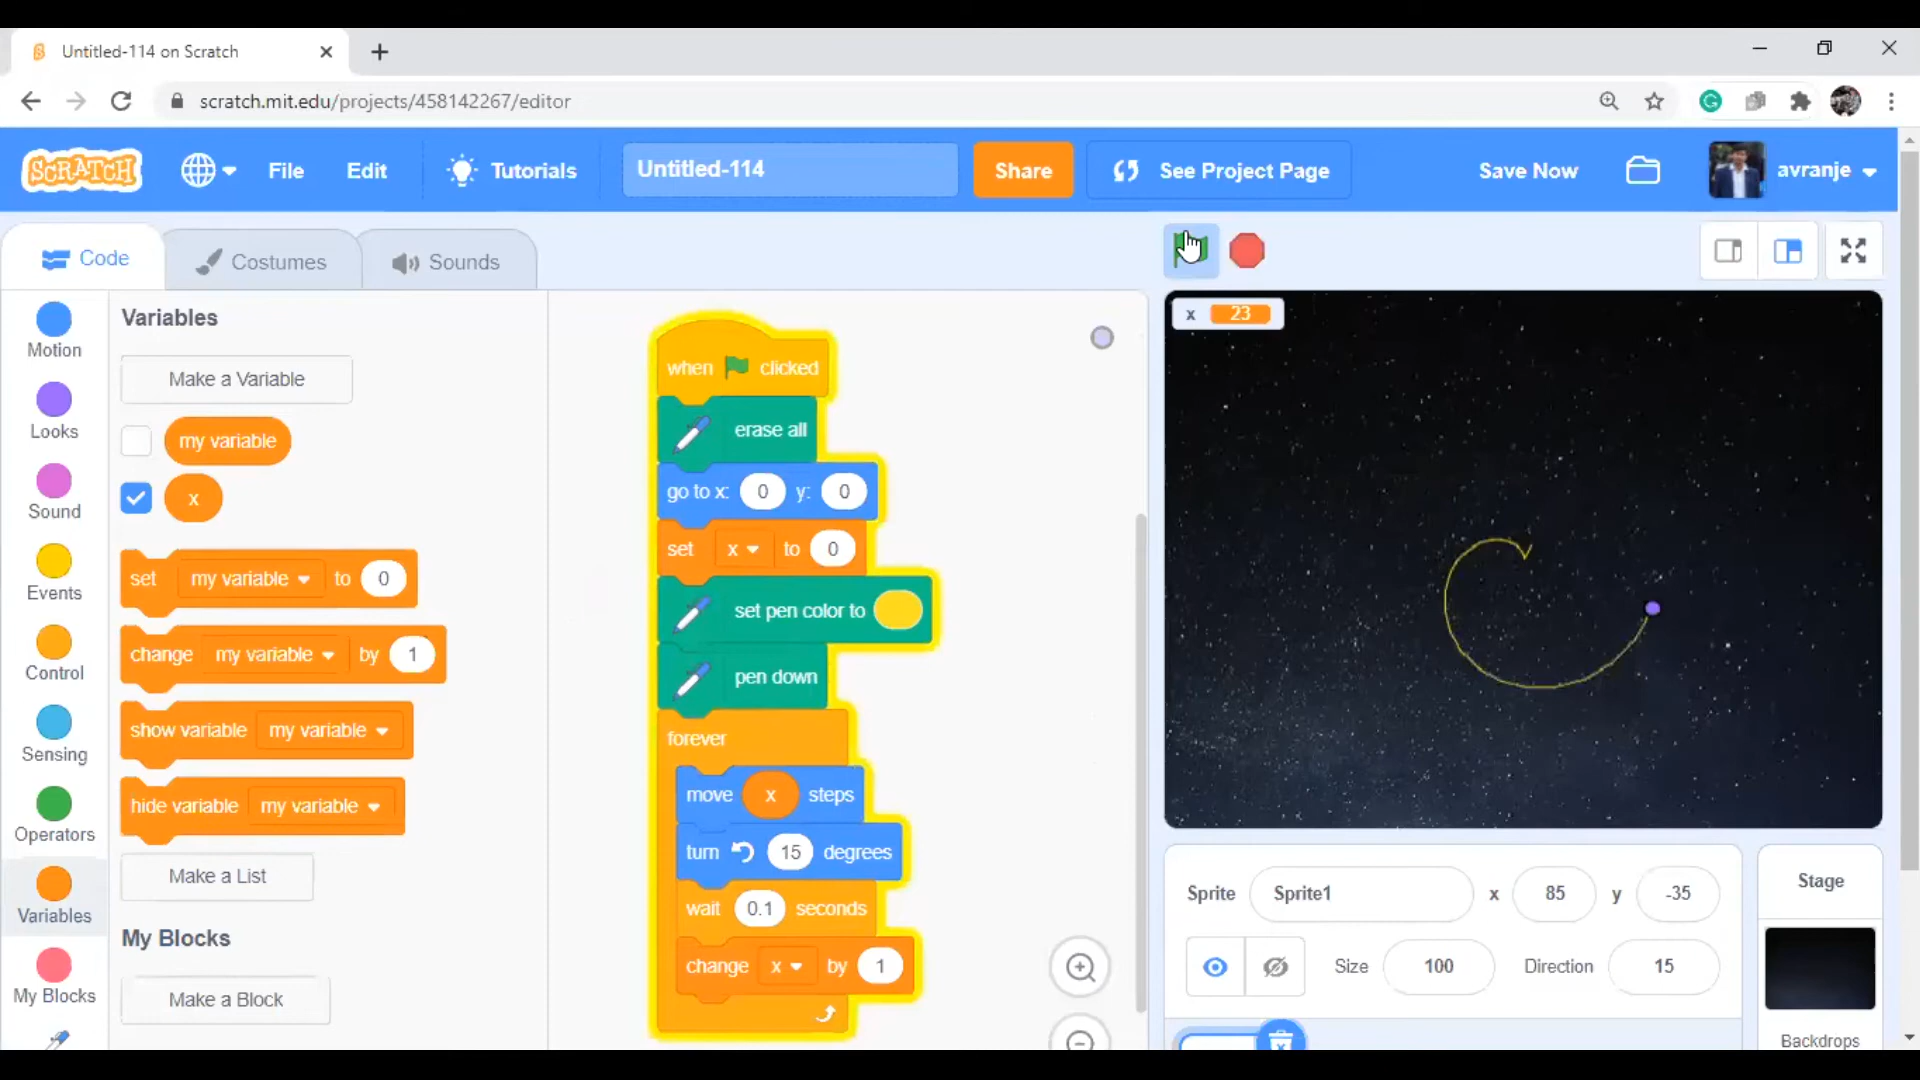 Untitled-114 on Scratch
scratch.mit.edu/projects/458142267/editor
SCRATCH
File
Edit
Tutorials
Untitled-114
Share
See Project Page
Save Now
avranje
Code
Costumes
Sounds
Motion
Looks
Sound
Events
Control
Sensing
Operators
Variables
My Blocks
Variables
Make a Variable
my variable
x
set my variable to 0
change my variable by 1
show variable my variable
hide variable my variable
Make a List
My Blocks
Make a Block
when clicked
erase all
go to x: 0 y: 0
set x to 0
set pen color to
pen down
forever
move x steps
turn 15 degrees
wait 0.1 seconds
change x by 1
x 23
Sprite Sprite1 x 85 y -35
Size 100 Direction 15
Stage
Backdrops